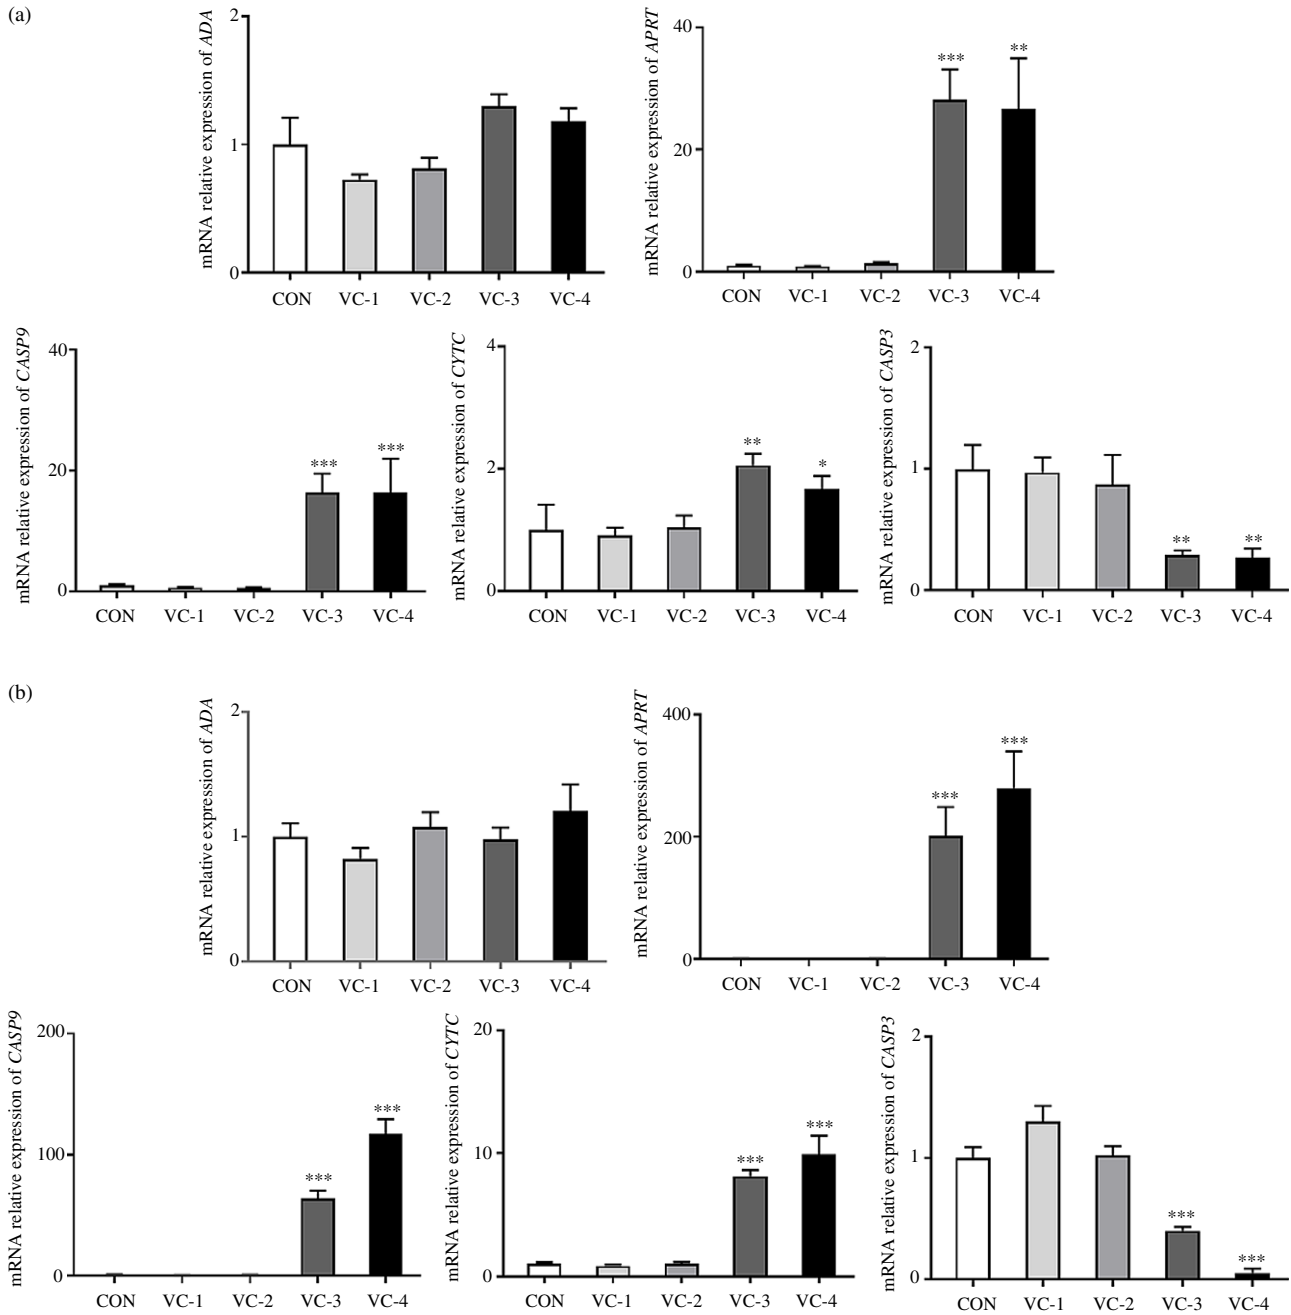 (a)
mRNA relative expression of ADA
2
1
0
CON VC-1 VC-2 VC-3 VC-4
mRNA relative expression of APRT
40
20
0
*** **
CON VC-1 VC-2 VC-3 VC-4
mRNA relative expression of CASP9
40
20
0
*** ***
CON VC-1 VC-2 VC-3 VC-4
mRNA relative expression of CYTC
4
2
0
** *
CON VC-1 VC-2 VC-3 VC-4
mRNA relative expression of CASP3
2
1
0
** **
CON VC-1 VC-2 VC-3 VC-4
(b)
mRNA relative expression of ADA
2
1
0
CON VC-1 VC-2 VC-3 VC-4
mRNA relative expression of APRT
400
200
0
*** ***
CON VC-1 VC-2 VC-3 VC-4
mRNA relative expression of CASP9
200
100
0
*** ***
CON VC-1 VC-2 VC-3 VC-4
mRNA relative expression of CYTC
20
10
0
*** ***
CON VC-1 VC-2 VC-3 VC-4
mRNA relative expression of CASP3
2
1
0
*** ***
CON VC-1 VC-2 VC-3 VC-4